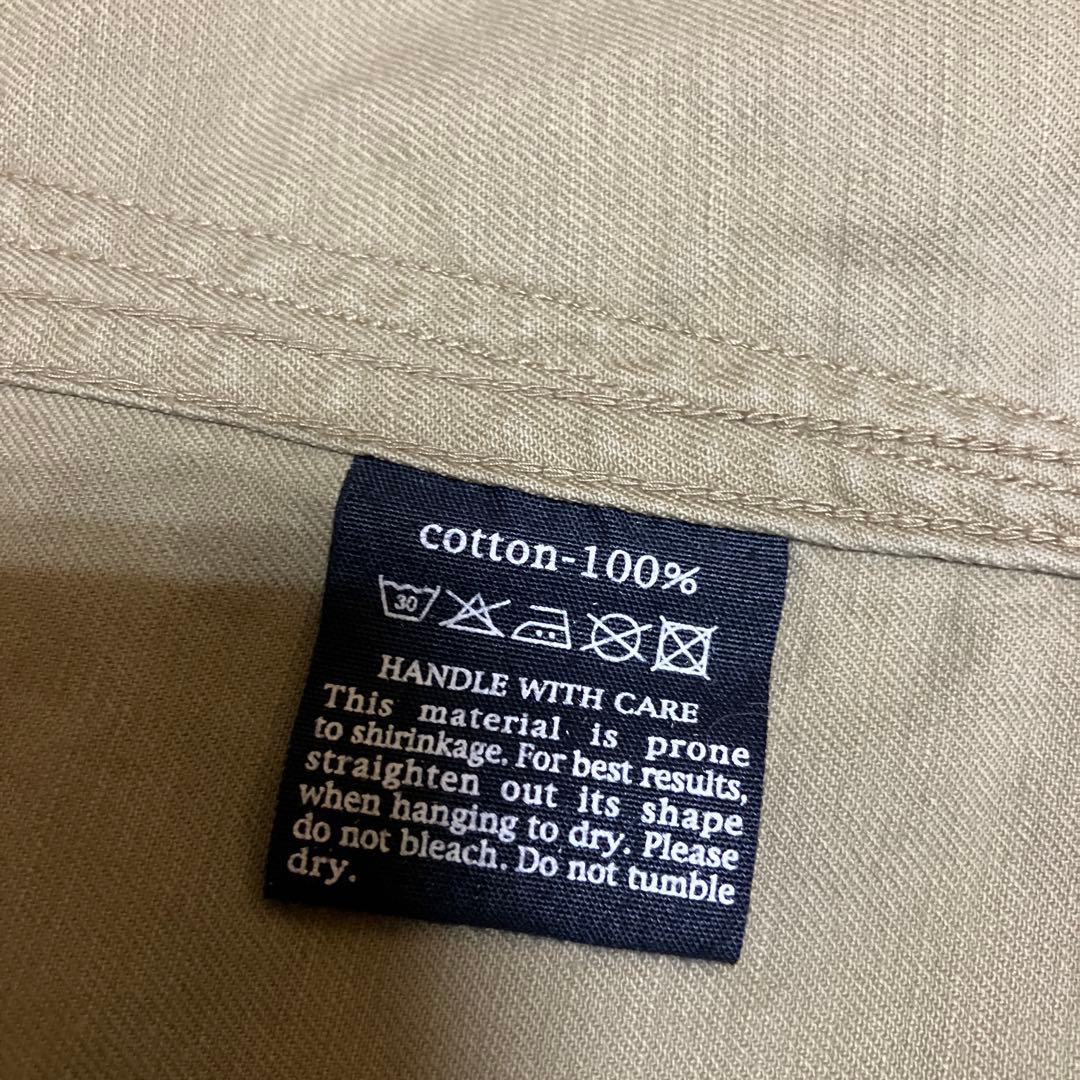 cotton-100%
30
HANDLE WITH CARE
This material is prone
to shirinkage. For best results,
straighten out its shape
when hanging to dry. Please
do not bleach. Do not tumble
dry.